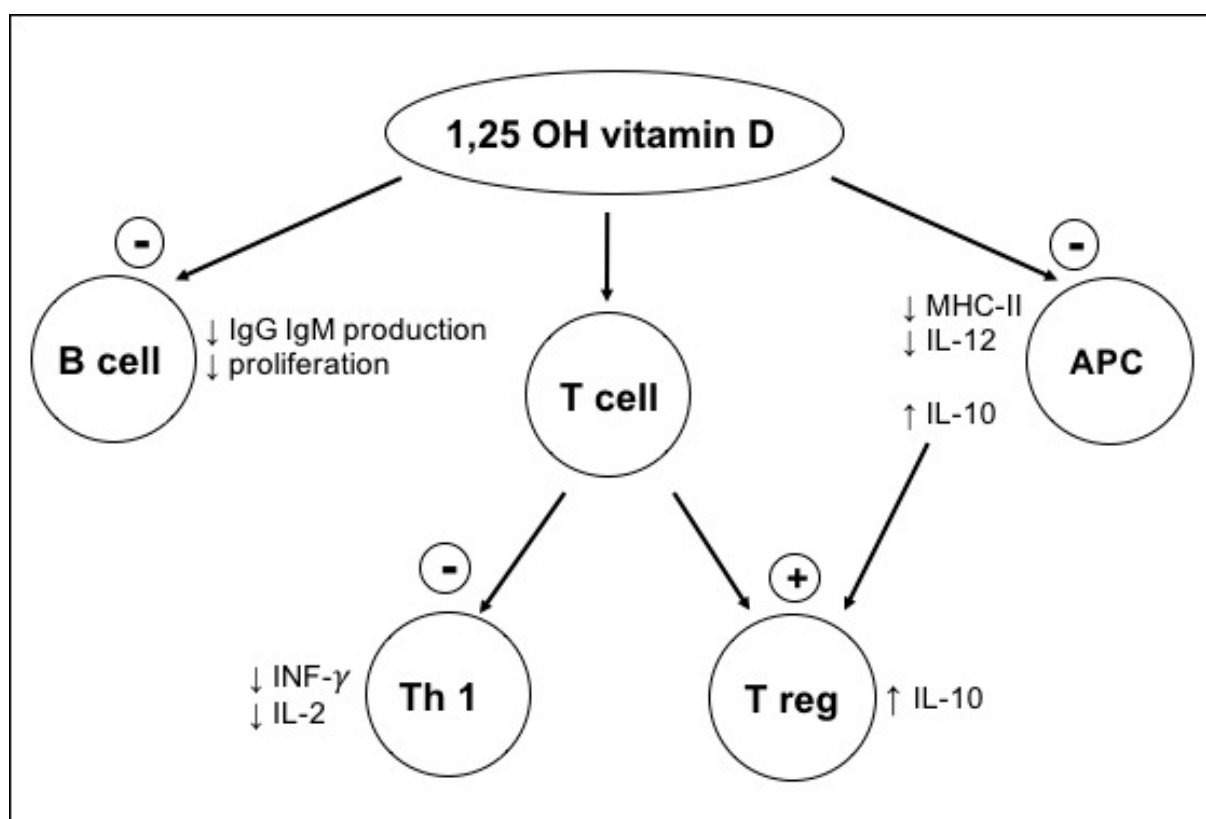 1,25 OH vitamin D
-
-
B cell
↓ IgG IgM production
↓ proliferation
T cell
↓ MHC-II
↓ IL-12
↑ IL-10
APC
-
+
↓ INF-γ
↓ IL-2
Th 1
T reg
↑ IL-10